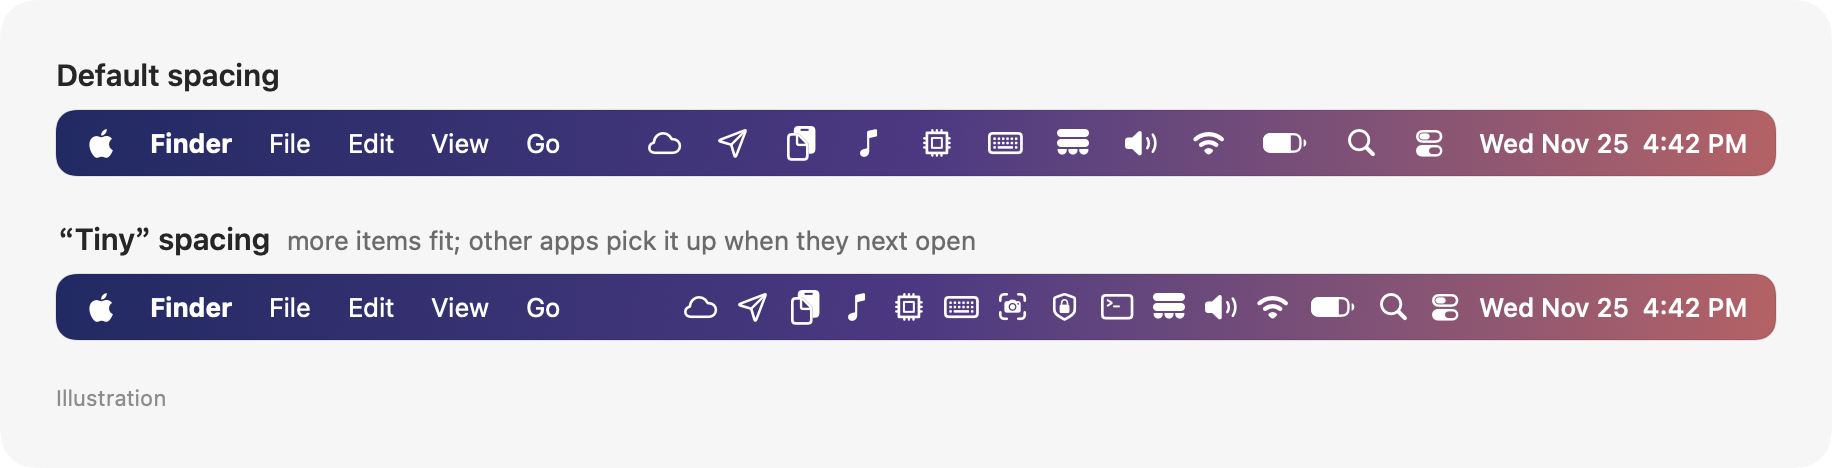 Default spacing
Finder File Edit View Go Wed Nov 25 4:42 PM
“Tiny” spacing more items fit; other apps pick it up when they next open
Finder File Edit View Go Wed Nov 25 4:42 PM
Illustration